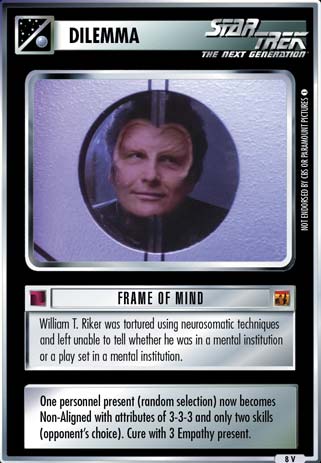 DILEMMA
STAR TREK
THE NEXT GENERATION
NOT ENDORSED BY CBS OR PARAMOUNT PICTURES
FRAME OF MIND
William T. Riker was tortured using neurosomatic techniques
and left unable to tell whether he was in a mental institution
or a play set in a mental institution.
One personnel present (random selection) now becomes
Non-Aligned with attributes of 3-3-3 and only two skills
(opponent's choice). Cure with 3 Empathy present.
8 V